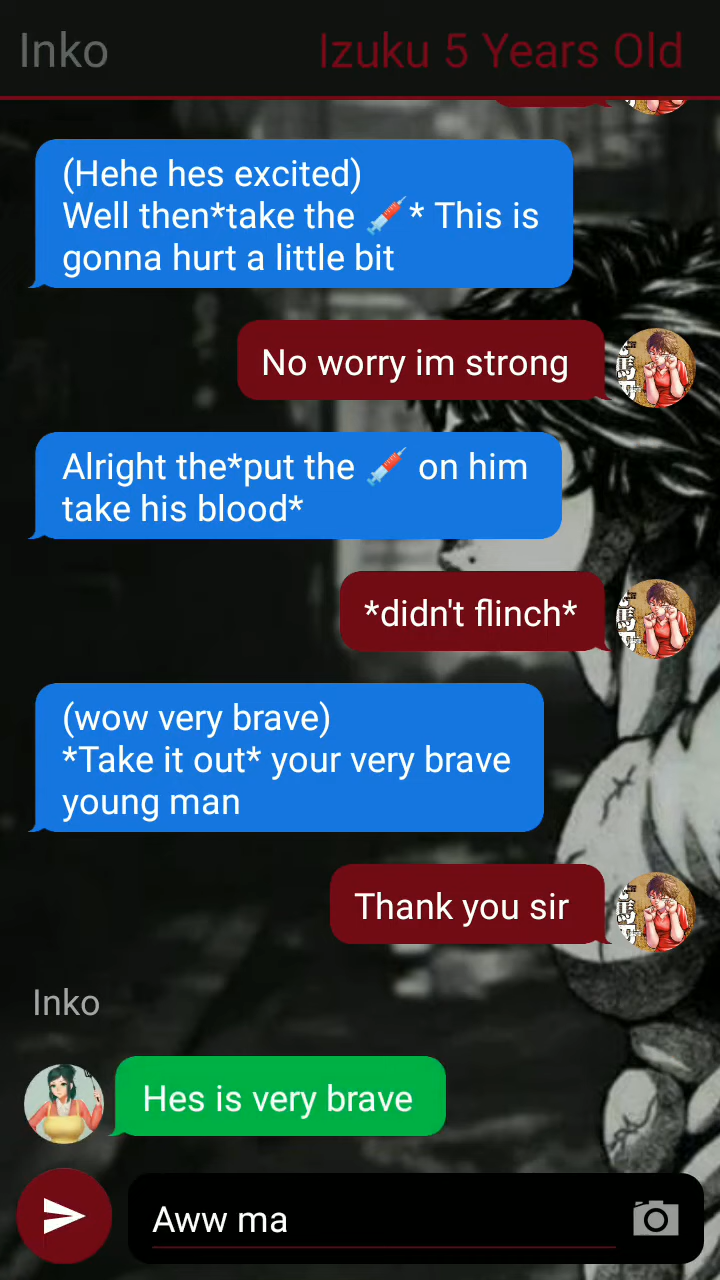 Inko
Izuku 5 Years Old
(Hehe hes excited)
Well then*take the 💉* This is
gonna hurt a little bit
No worry im strong
Alright the*put the 💉 on him
take his blood*
*didn't flinch*
(wow very brave)
*Take it out* your very brave
young man
Thank you sir
Inko
Hes is very brave
Aww ma